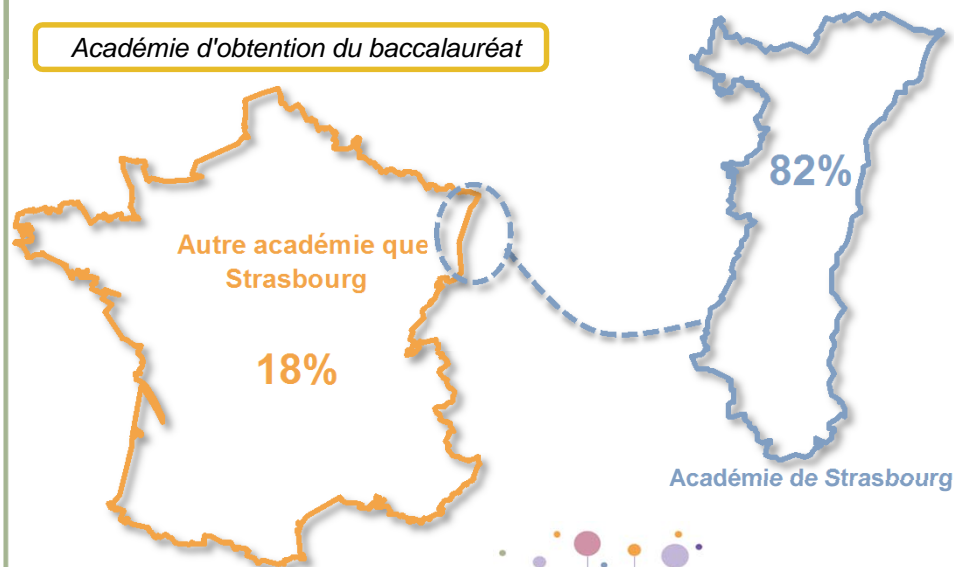 Académie d'obtention du baccalauréat
82%
Autre académie que
Strasbourg
18%
Académie de Strasbourg